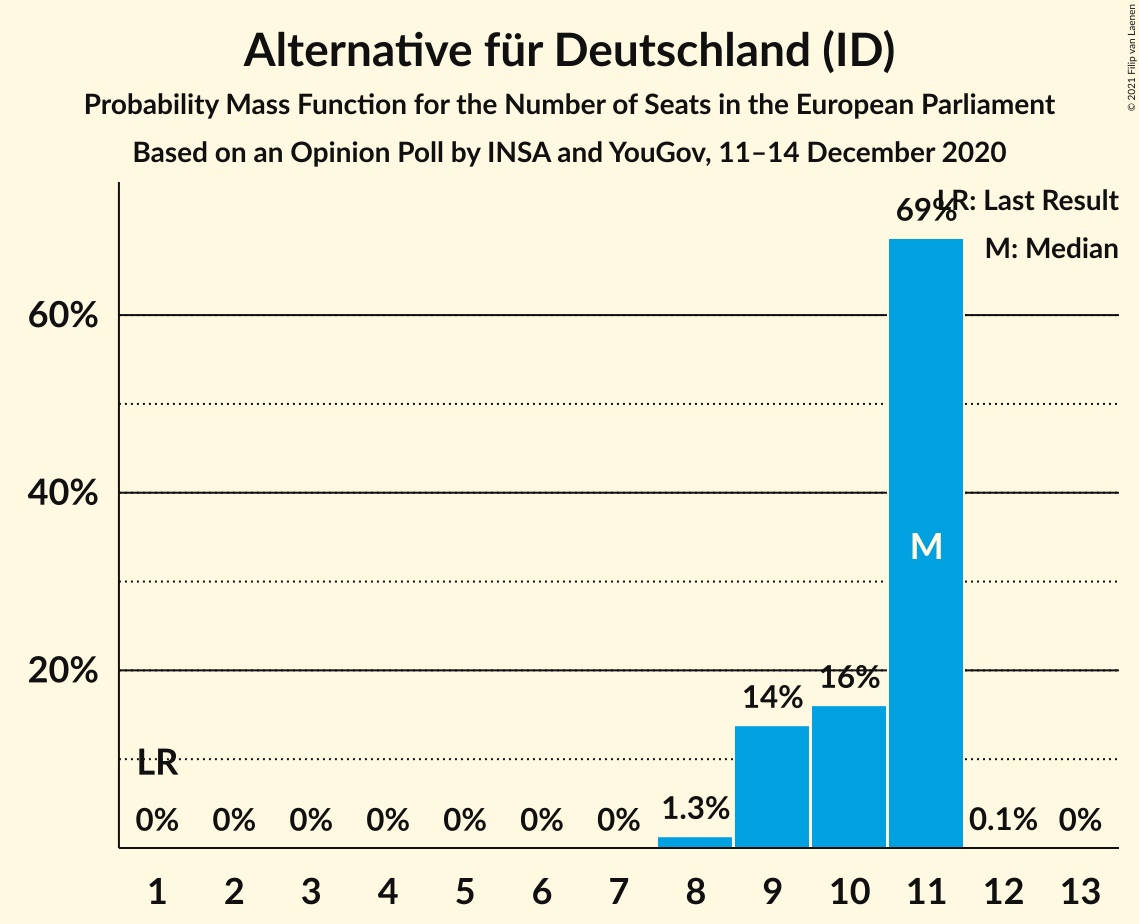 Alternative für Deutschland (ID)
Probability Mass Function for the Number of Seats in the European Parliament
Based on an Opinion Poll by INSA and YouGov, 11–14 December 2020
© 2021 Filip van Laenen
LR: Last Result
M: Median
69%
60%
40%
M
20%
16%
14%
LR
1.3%
0% 0% 0% 0% 0% 0% 0% 0.1% 0%
1 2 3 4 5 6 7 8 9 10 11 12 13